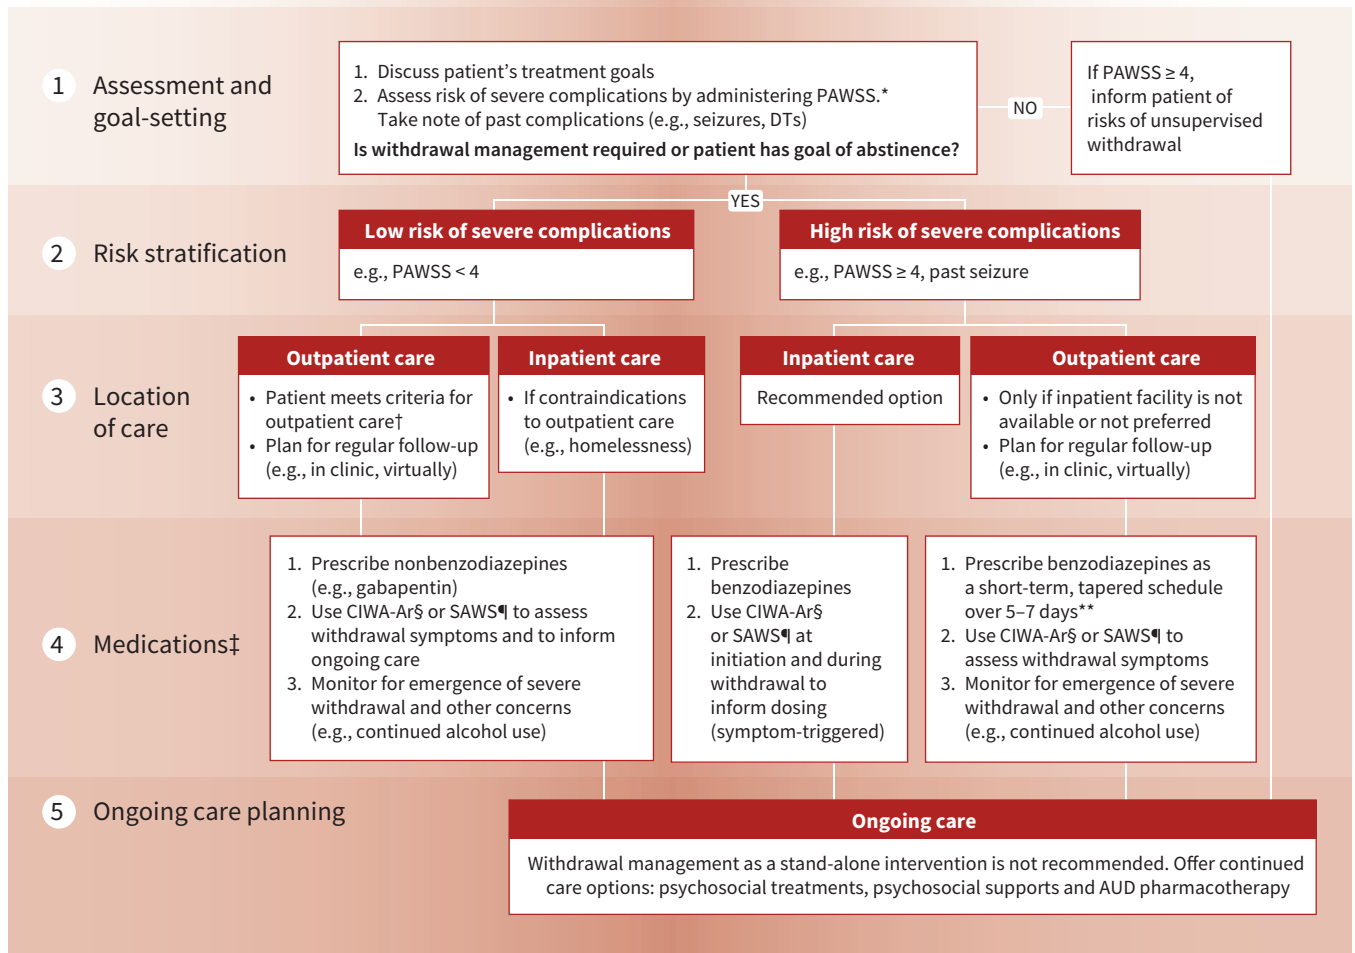 1 Assessment and
goal-setting
1. Discuss patient’s treatment goals
2. Assess risk of severe complications by administering PAWSS.*
Take note of past complications (e.g., seizures, DTs)
Is withdrawal management required or patient has goal of abstinence?
NO
If PAWSS ≥ 4,
inform patient of
risks of unsupervised
withdrawal
YES
2 Risk stratification
Low risk of severe complications
e.g., PAWSS < 4
High risk of severe complications
e.g., PAWSS ≥ 4, past seizure
3 Location
of care
Outpatient care
• Patient meets criteria for
outpatient care†
• Plan for regular follow-up
(e.g., in clinic, virtually)
Inpatient care
• If contraindications
to outpatient care
(e.g., homelessness)
Inpatient care
Recommended option
Outpatient care
• Only if inpatient facility is not
available or not preferred
• Plan for regular follow-up
(e.g., in clinic, virtually)
4 Medications‡
1. Prescribe nonbenzodiazepines
(e.g., gabapentin)
2. Use CIWA-Ar§ or SAWS¶ to assess
withdrawal symptoms and to inform
ongoing care
3. Monitor for emergence of severe
withdrawal and other concerns
(e.g., continued alcohol use)
1. Prescribe
benzodiazepines
2. Use CIWA-Ar§
or SAWS¶ at
initiation and during
withdrawal to
inform dosing
(symptom-triggered)
1. Prescribe benzodiazepines as
a short-term, tapered schedule
over 5–7 days**
2. Use CIWA-Ar§ or SAWS¶ to
assess withdrawal symptoms
3. Monitor for emergence of severe
withdrawal and other concerns
(e.g., continued alcohol use)
5 Ongoing care planning
Ongoing care
Withdrawal management as a stand-alone intervention is not recommended. Offer continued
care options: psychosocial treatments, psychosocial supports and AUD pharmacotherapy